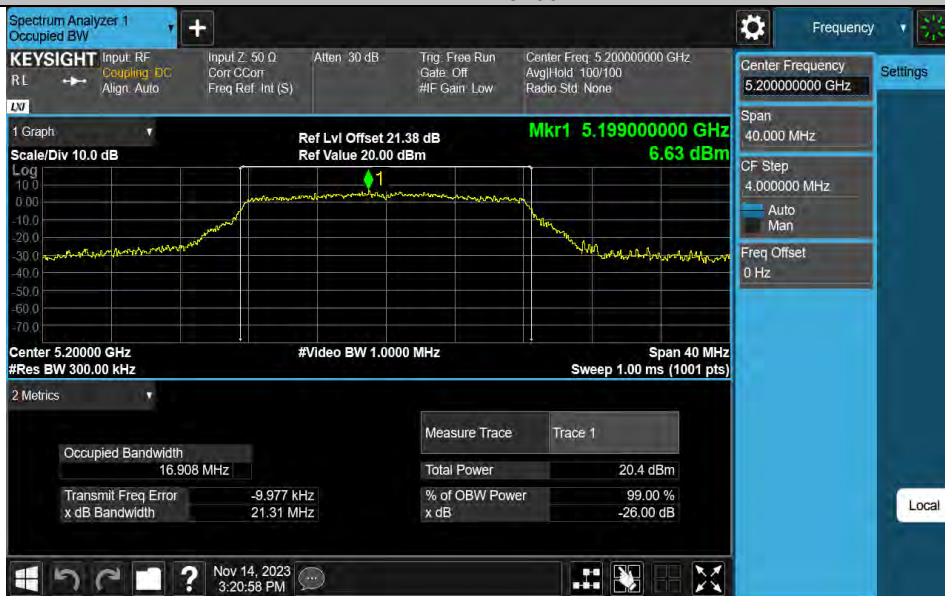 Spectrum Analyzer 1
Occupied BW
+
Frequency
KEYSIGHT
RL
LXI
Input: RF
Coupling: DC
Align: Auto
Input Z: 50 Ω
Corr CCorr
Freq Ref: Int (S)
Atten: 30 dB
Trig: Free Run
Gate: Off
#IF Gain: Low
Center Freq: 5.200000000 GHz
Avg|Hold: 100/100
Radio Std: None
Center Frequency
5.200000000 GHz
Settings
Span
40.000 MHz
CF Step
4.000000 MHz
Auto
Man
Freq Offset
0 Hz
Local
1 Graph
Scale/Div 10.0 dB
Ref Lvl Offset 21.38 dB
Ref Value 20.00 dBm
Mkr1 5.199000000 GHz
6.63 dBm
Log
10.0
0.00
-10.0
-20.0
-30.0
-40.0
-50.0
-60.0
-70.0
1
Center 5.20000 GHz
#Res BW 300.00 kHz
#Video BW 1.0000 MHz
Span 40 MHz
Sweep 1.00 ms (1001 pts)
2 Metrics
Measure Trace Trace 1
Occupied Bandwidth
16.908 MHz
Total Power 20.4 dBm
Transmit Freq Error -9.977 kHz
% of OBW Power 99.00 %
x dB Bandwidth 21.31 MHz
x dB -26.00 dB
?
Nov 14, 2023
3:20:58 PM